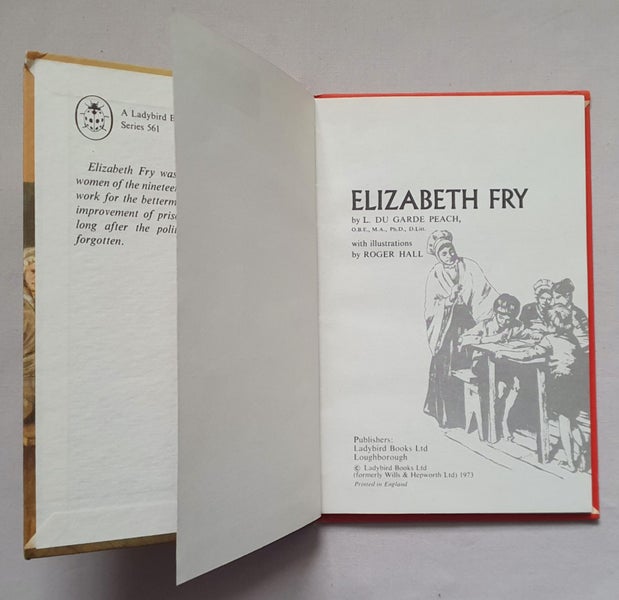 A Ladybird
Series 561
Elizabeth Fry was
women of the nineteen
work for the betterm
improvement of pris
long after the poli
forgotten.
ELIZABETH FRY
by L. DU GARDE PEACH,
O.B.E., M.A., Ph.D., D.Litt.
with illustrations
by ROGER HALL
Publishers:
Ladybird Books Ltd
Loughborough
© Ladybird Books Ltd
(formerly Wills & Hepworth Ltd) 1973
Printed in England